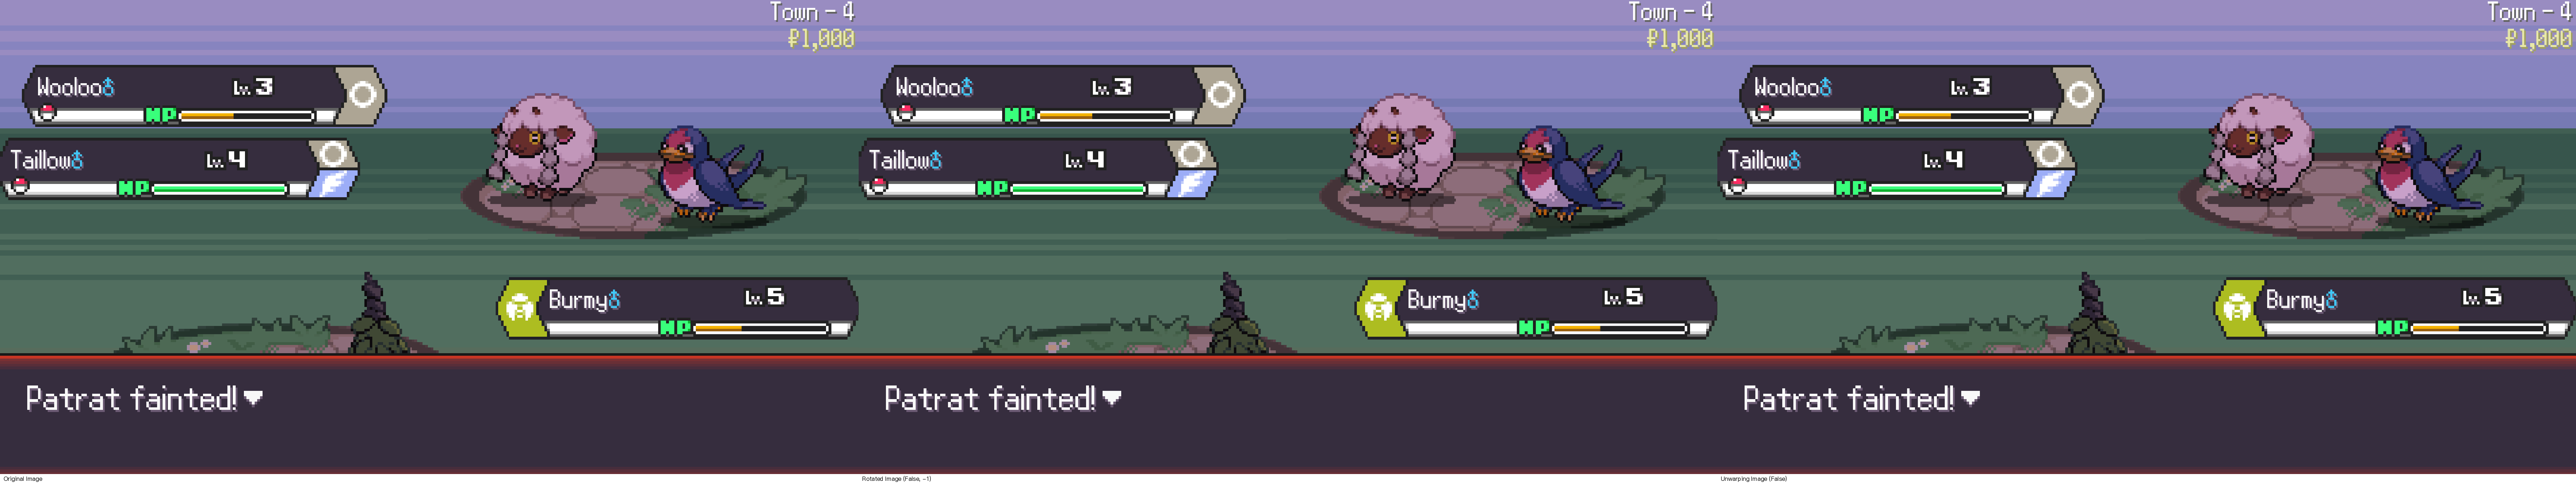 Town - 4
₽1,000
Wooloo♂ Lv. 3
HP
Taillow♂ Lv. 4
HP
Burmy♂ Lv. 5
HP
Patrat fainted!
Town - 4
₽1,000
Wooloo♂ Lv. 3
HP
Taillow♂ Lv. 4
HP
Burmy♂ Lv. 5
HP
Patrat fainted!
Town - 4
₽1,000
Wooloo♂ Lv. 3
HP
Taillow♂ Lv. 4
HP
Burmy♂ Lv. 5
HP
Patrat fainted!
Original Image
Rotated Image (False, -1)
Unwarping Image (False)